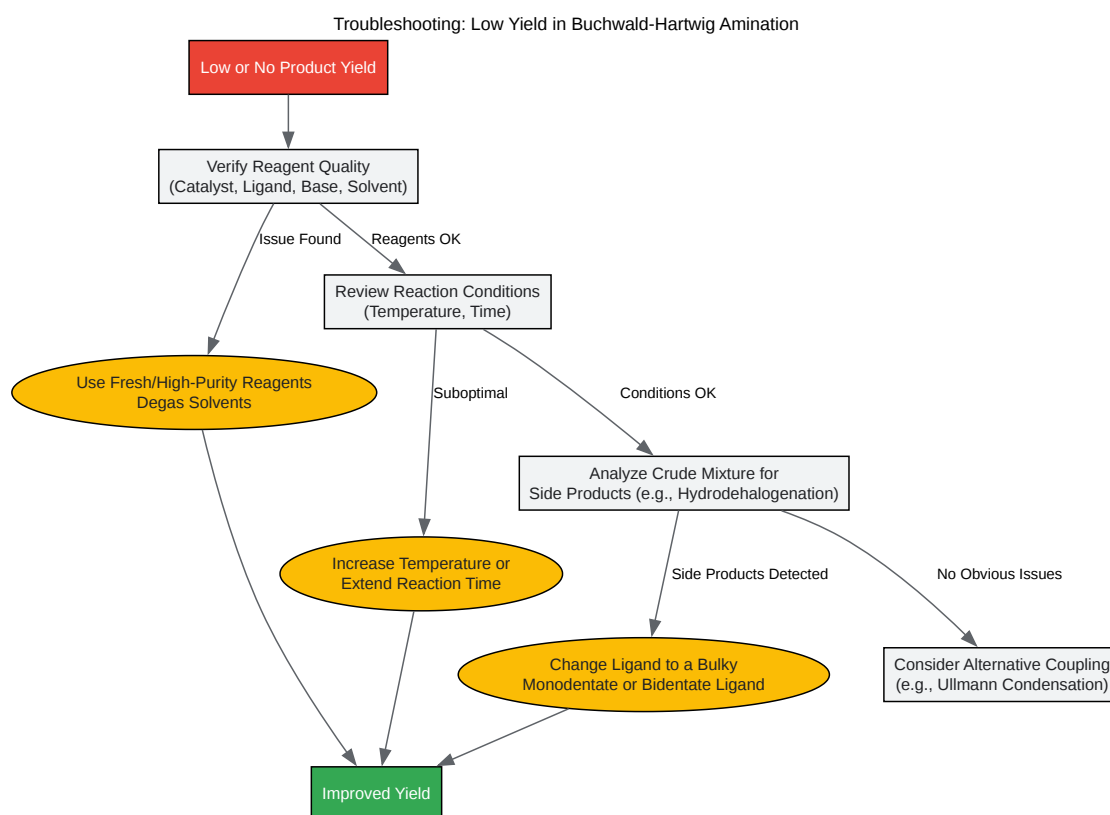 Troubleshooting: Low Yield in Buchwald-Hartwig Amination
Low or No Product Yield
Verify Reagent Quality
(Catalyst, Ligand, Base, Solvent)
Issue Found
Reagents OK
Review Reaction Conditions
(Temperature, Time)
Use Fresh/High-Purity Reagents
Degas Solvents
Suboptimal
Conditions OK
Analyze Crude Mixture for
Side Products (e.g., Hydrodehalogenation)
Increase Temperature or
Extend Reaction Time
Side Products Detected
No Obvious Issues
Change Ligand to a Bulky
Monodentate or Bidentate Ligand
Consider Alternative Coupling
(e.g., Ullmann Condensation)
Improved Yield